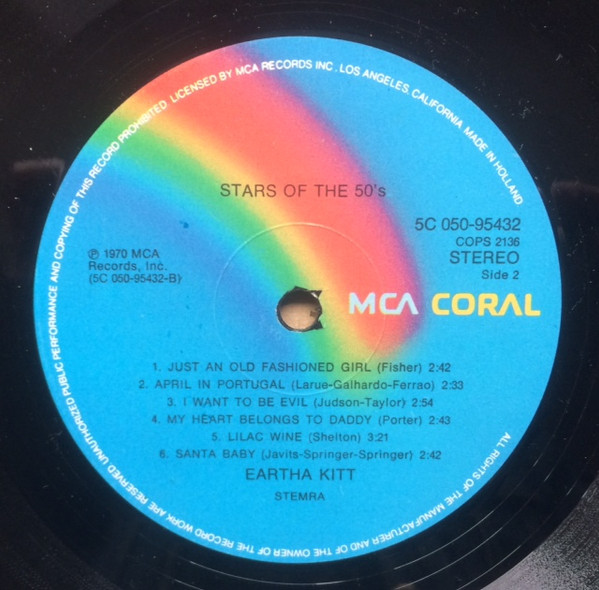 UNAUTHORIZED PUBLIC PERFORMANCE AND COPYING OF THIS RECORD PROHIBITED LICENSED BY MCA RECORDS INC. LOS ANGELES, CALIFORNIA, MADE IN HOLLAND
STARS OF THE 50's
5C 050-95432
COPS 2136
STEREO
Side 2
℗ 1970 MCA
Records, Inc.
(5C 050-95432-B)
MCA CORAL
1. JUST AN OLD FASHIONED GIRL (Fisher) 2:42
2. APRIL IN PORTUGAL (Larue-Galhardo-Ferrao) 2:33
3. I WANT TO BE EVIL (Judson-Taylor) 2:54
4. MY HEART BELONGS TO DADDY (Porter) 2:43
5. LILAC WINE (Shelton) 3:21
6. SANTA BABY (Javits-Springer-Springer) 2:42
EARTHA KITT
STEMRA
ALL RIGHTS OF THE MANUFACTURER AND OF THE OWNER OF THE RECORD WORK ARE RESERVED